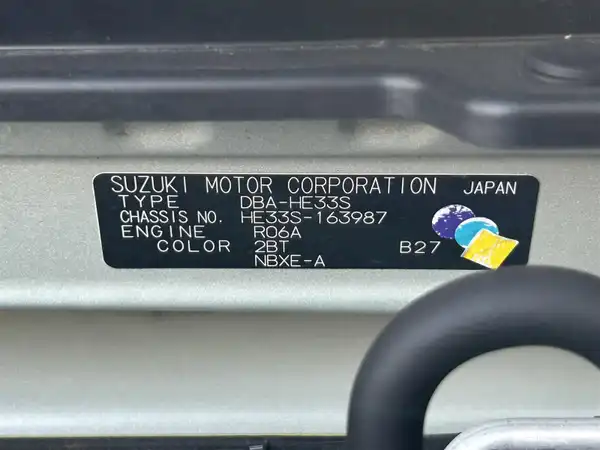 SUZUKI MOTOR CORPORATION JAPAN
TYPE DBA-HE33S
CHASSIS NO. HE33S-163987
ENGINE R06A
COLOR 2BT B27
NBXE-A